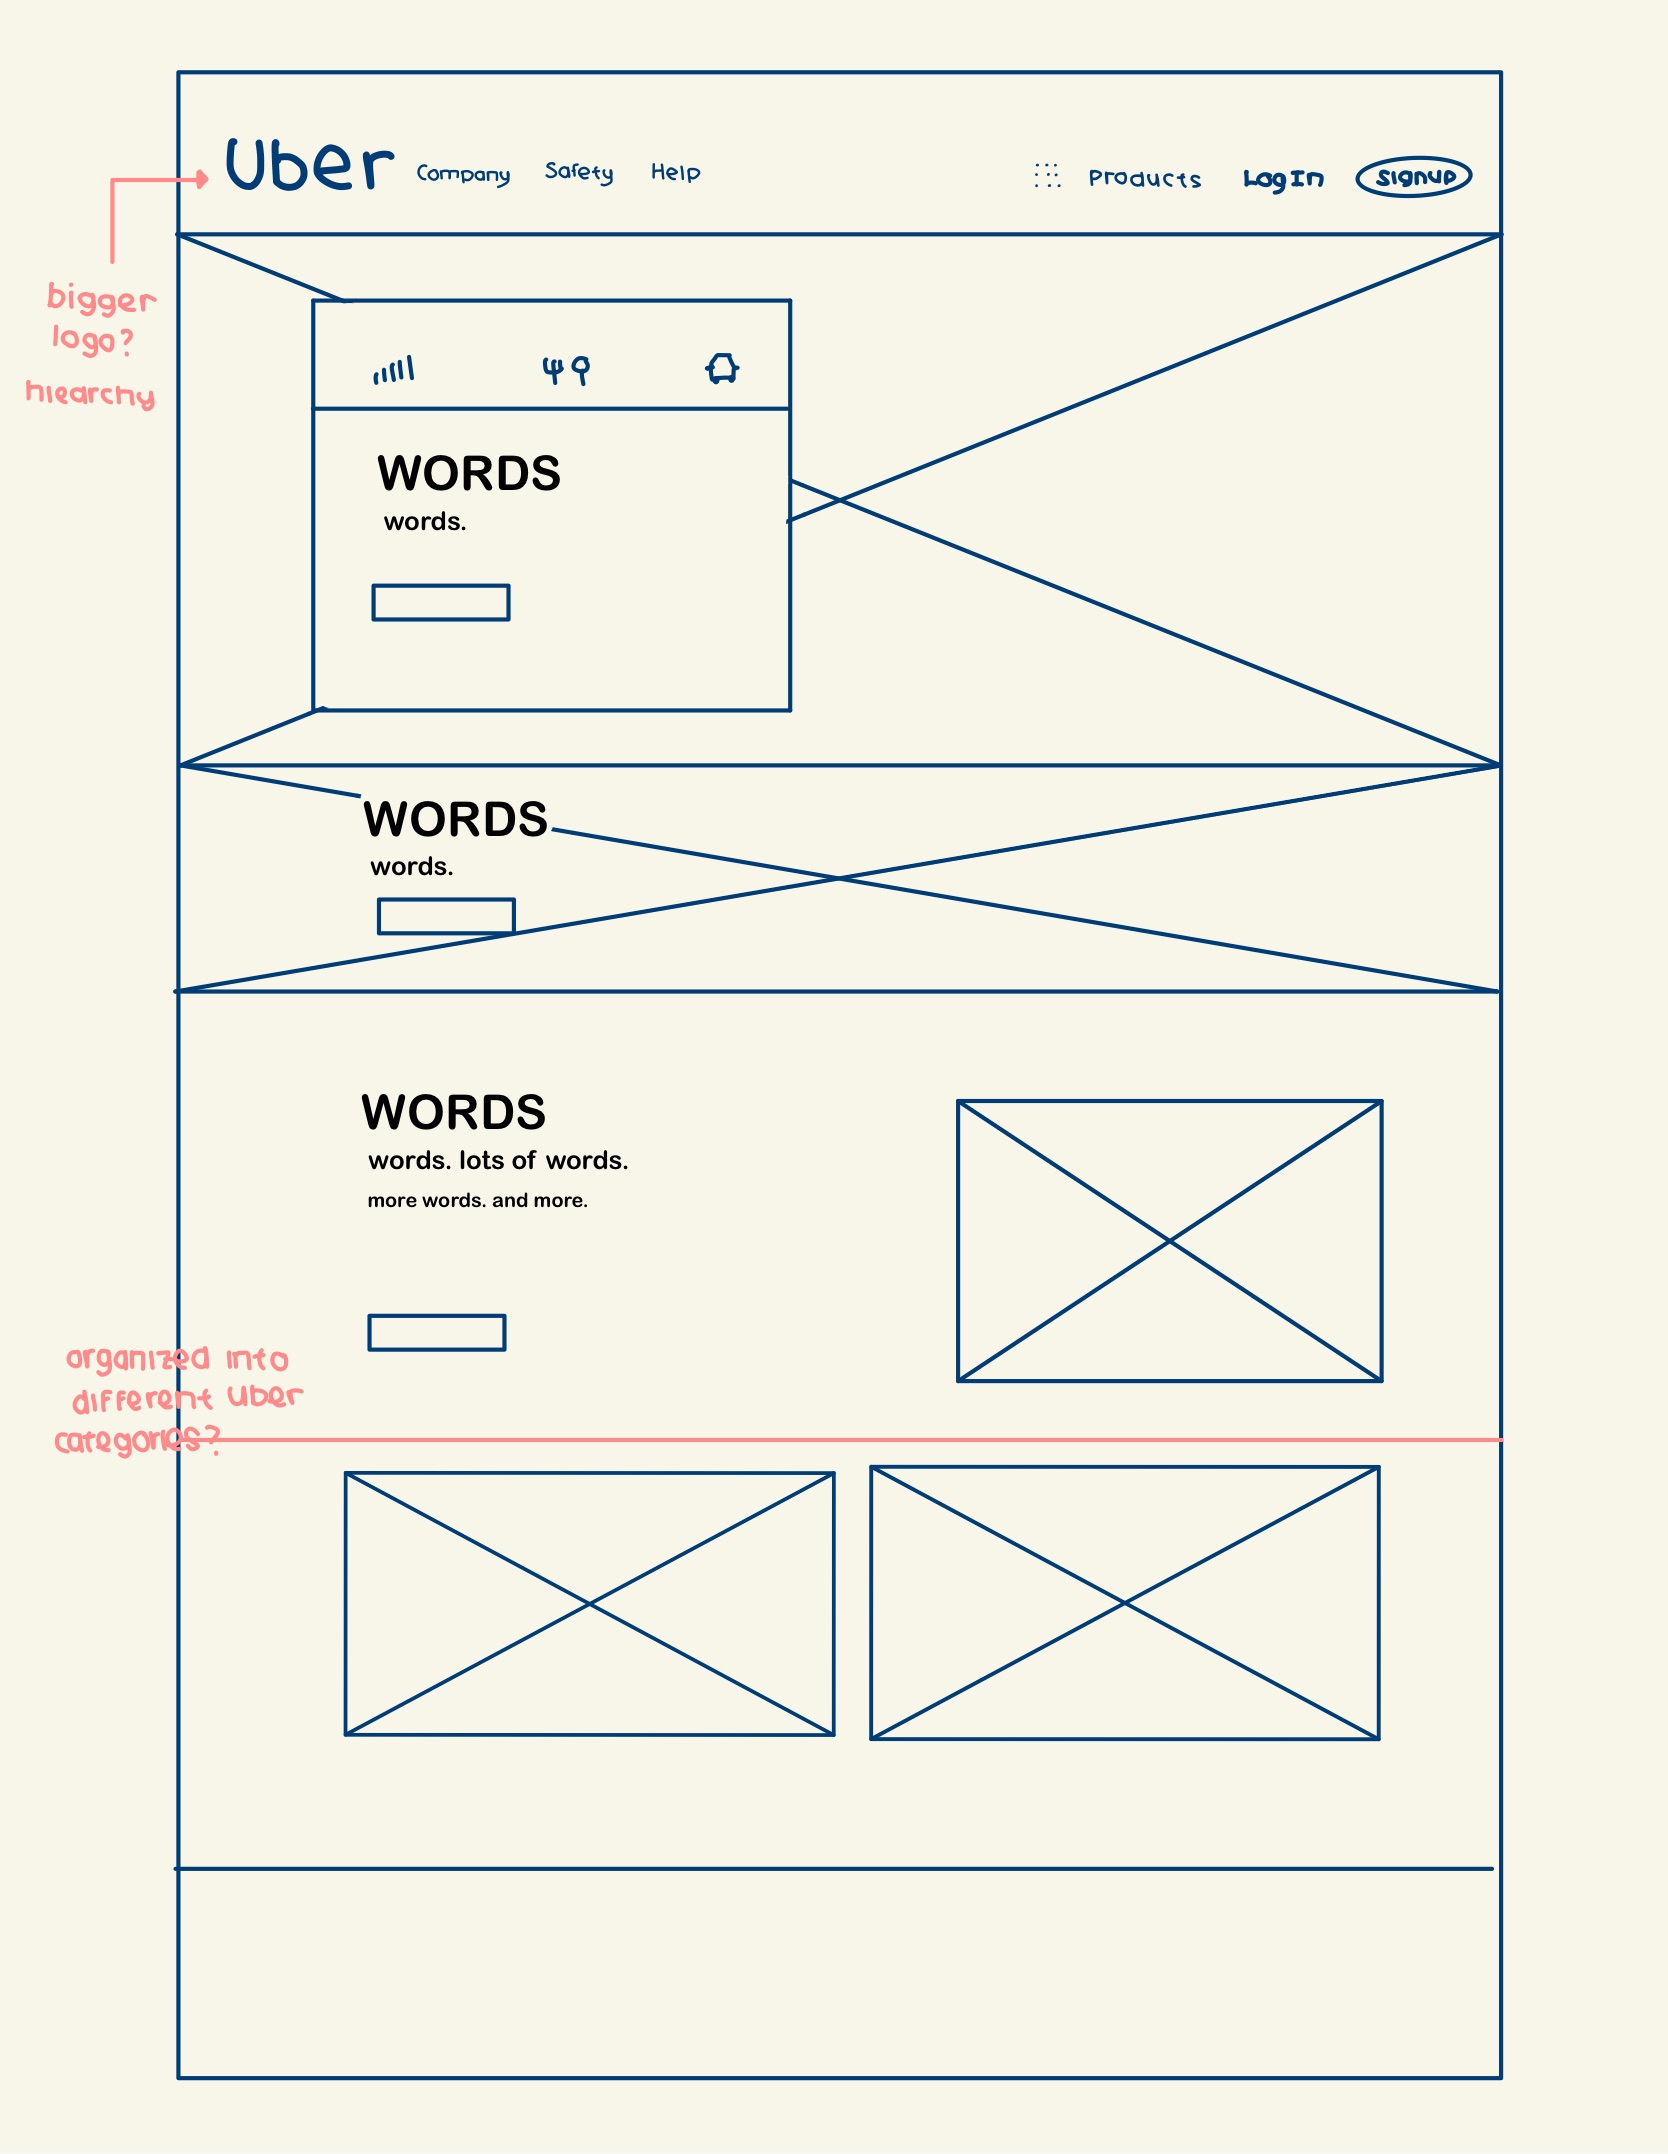 Uber Company Safety Help Products Log In signup
bigger
logo?
hiearchy
WORDS
words.
WORDS
words.
WORDS
words. lots of words.
more words. and more.
organized into
different Uber
categories?